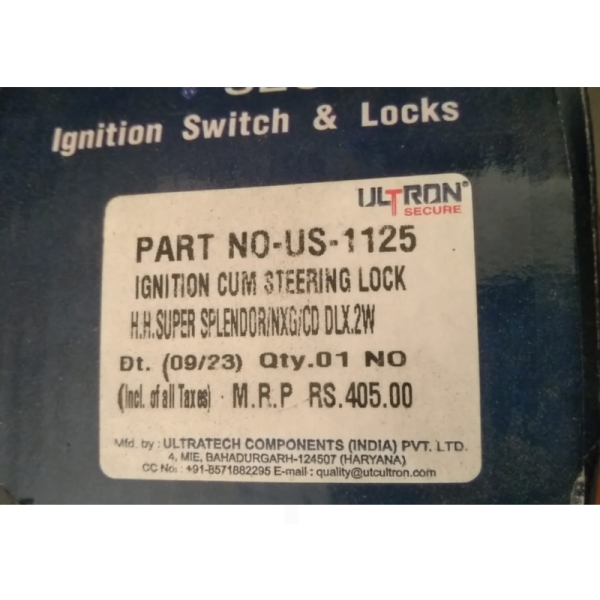 Ignition Switch & Locks
ULTRON®
SECURE
PART NO-US-1125
IGNITION CUM STEERING LOCK
H.H.SUPER SPLENDOR/NXG/CD DLX.2W
Dt. (09/23) Qty.01 NO
(Incl. of all Taxes) M.R.P RS.405.00
Mfd. by : ULTRATECH COMPONENTS (INDIA) PVT. LTD.
4, MIE, BAHADURGARH-124507 (HARYANA)
CC No.: +91-8571882295 E-mail: quality@utcultron.com